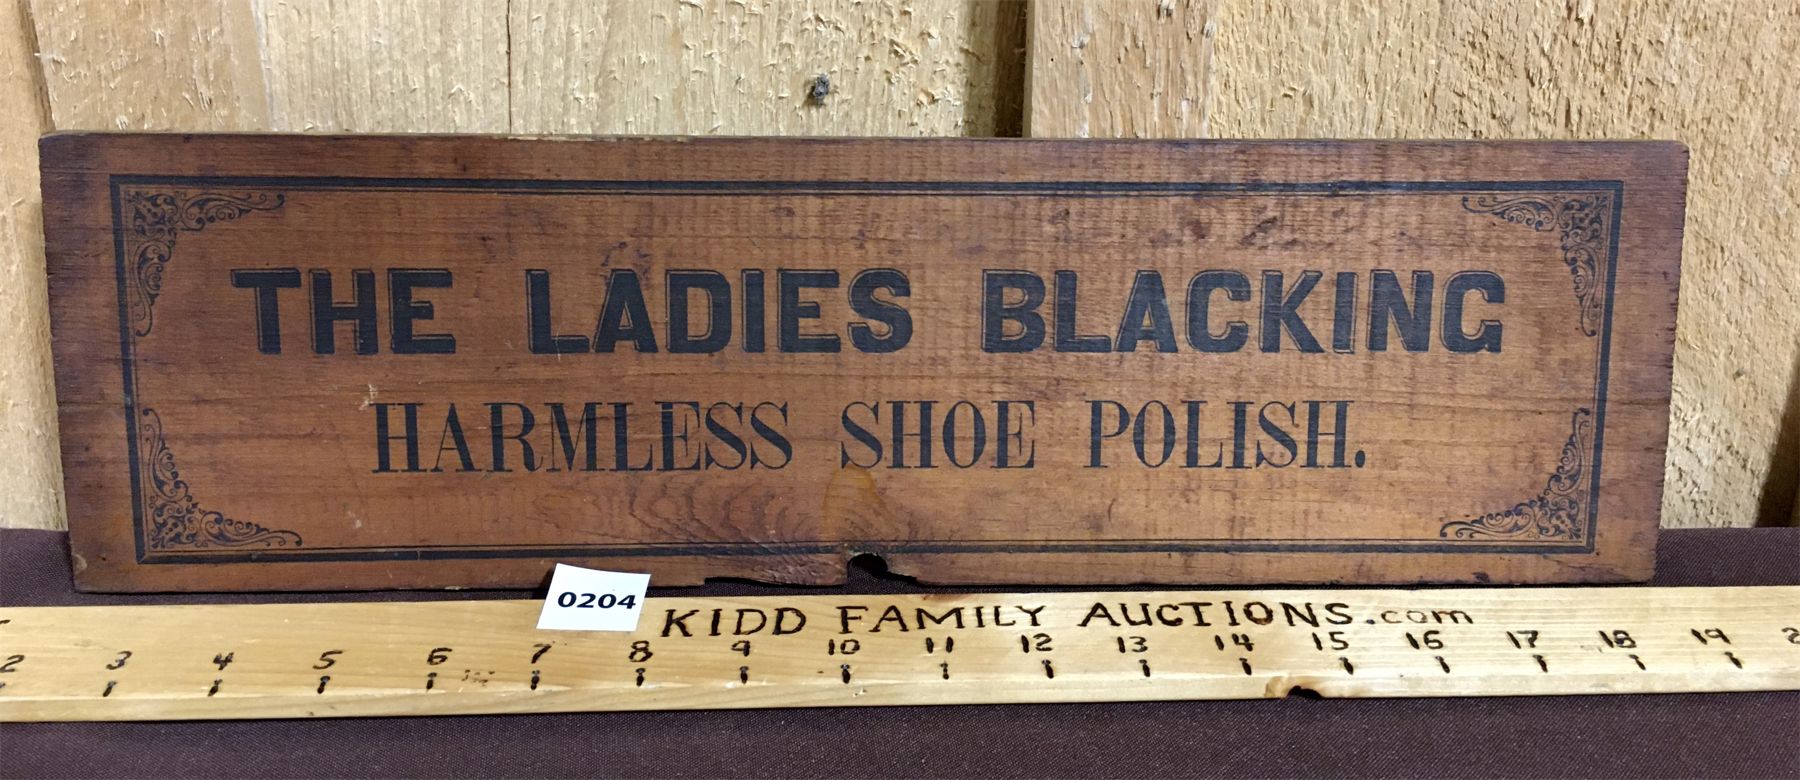 THE LADIES BLACKING
HARMLESS SHOE POLISH.
0204
KIDD FAMILY AUCTIONS.com
2 3 4 5 6 7 8 9 10 11 12 13 14 15 16 17 18 19 2